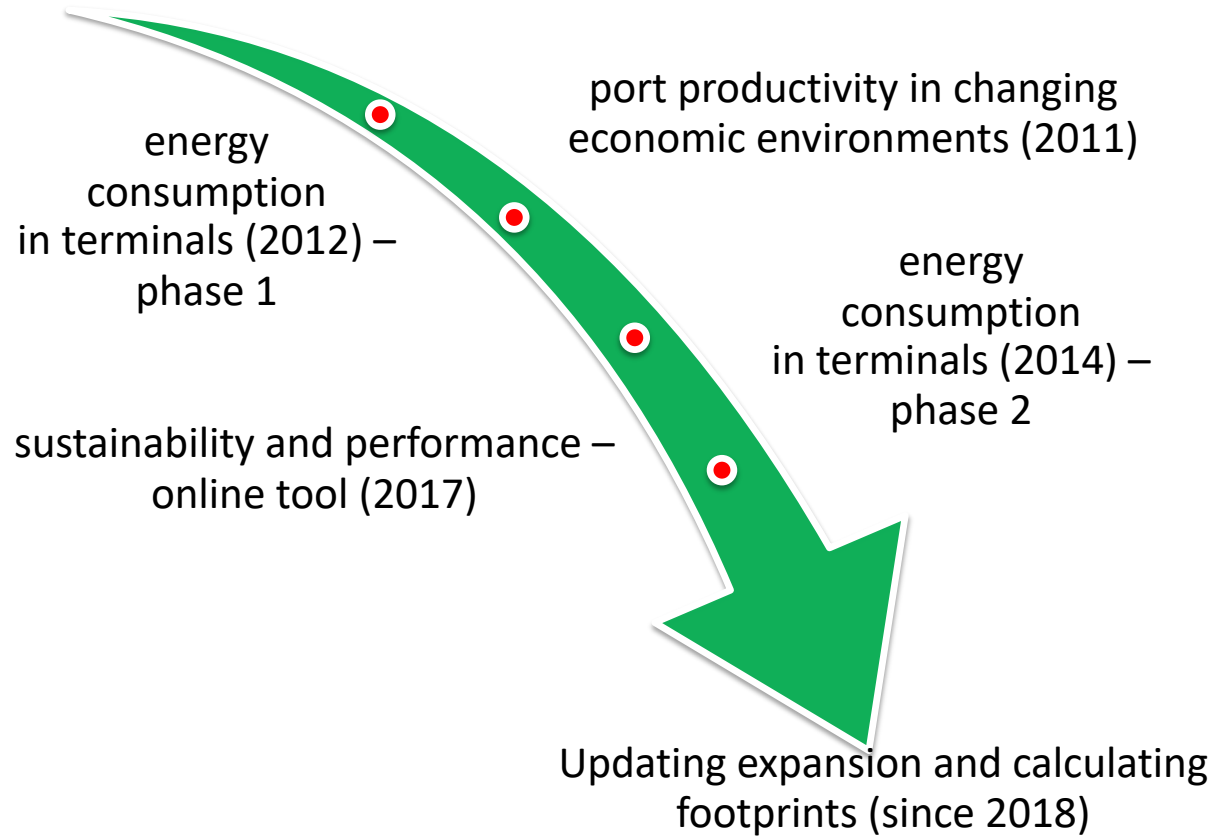 port productivity in changing
economic environments (2011)
energy
consumption
in terminals (2012) –
phase 1
energy
consumption
in terminals (2014) –
phase 2
sustainability and performance –
online tool (2017)
Updating expansion and calculating
footprints (since 2018)